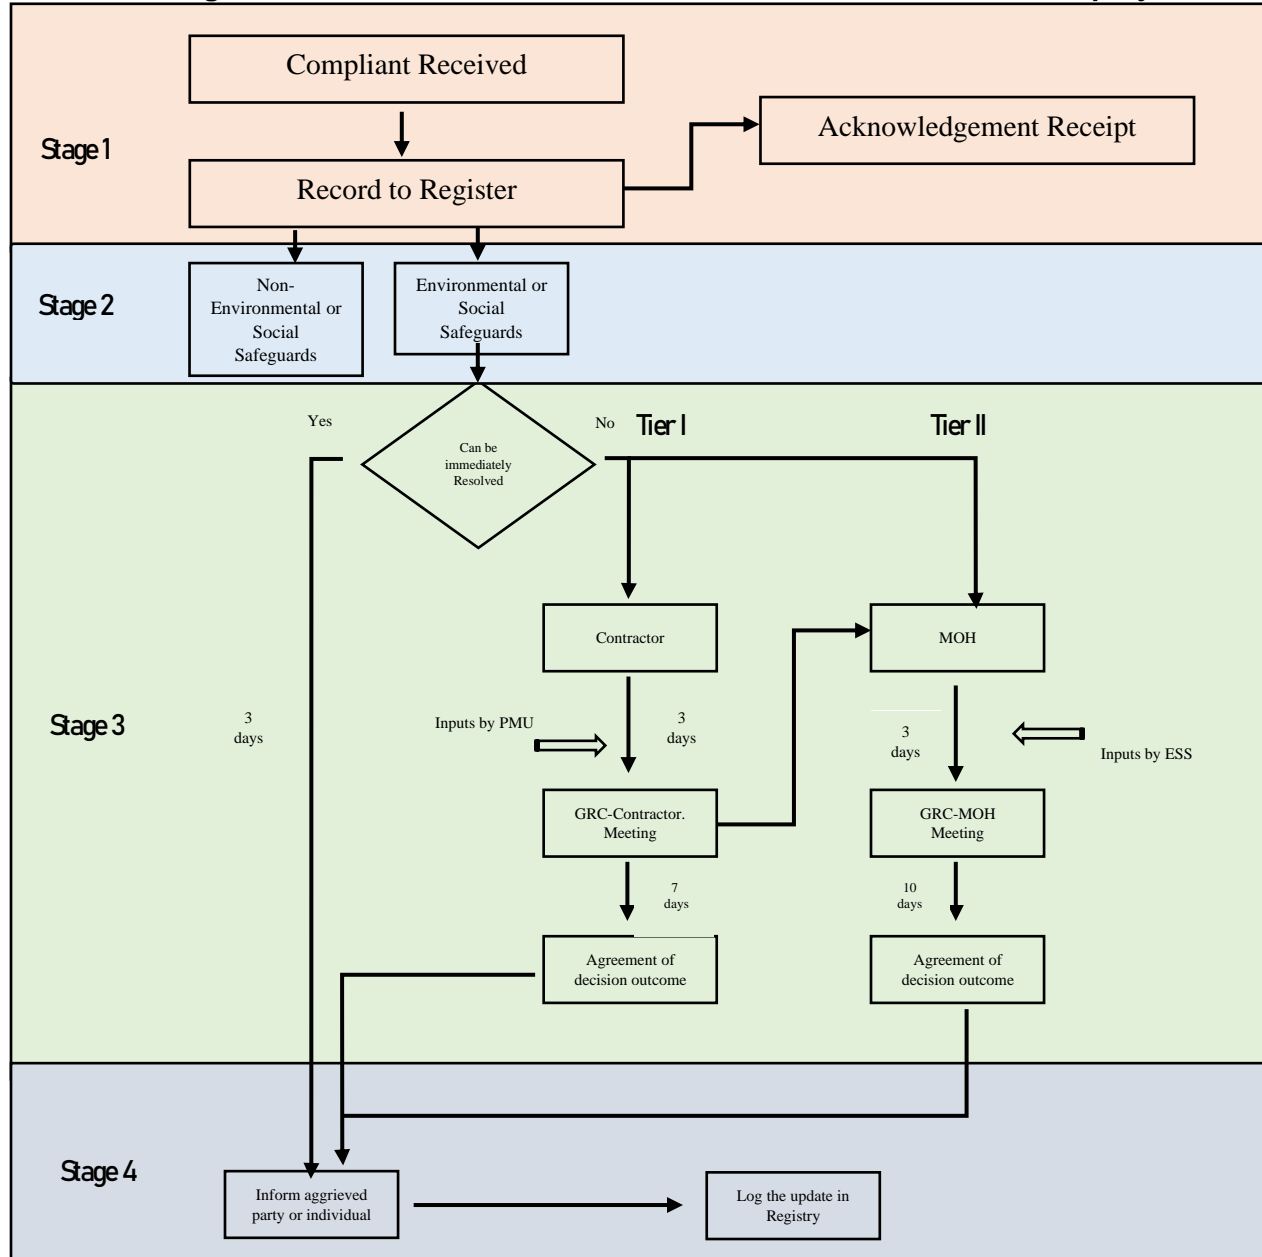 Compliant Received
Acknowledgement Receipt
Stage 1
Record to Register
Stage 2
Non-
Environmental or
Social
Safeguards
Environmental or
Social
Safeguards
Yes
No
Tier I
Tier II
Can be
immediately
Resolved
Contractor
MOH
Stage 3
3
days
Inputs by PMU
3
days
3
days
Inputs by ESS
GRC-Contractor.
Meeting
GRC-MOH
Meeting
7
days
10
days
Agreement of
decision outcome
Agreement of
decision outcome
Stage 4
Inform aggrieved
party or individual
Log the update in
Registry